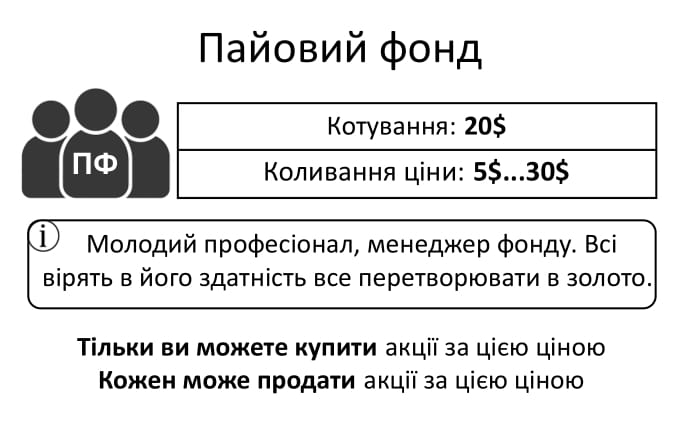 Пайовий фонд
ПФ
Котування: 20$
Коливання ціни: 5$...30$
i
Молодий професіонал, менеджер фонду. Всі
вірять в його здатність все перетворювати в золото.
Тільки ви можете купити акції за цією ціною
Кожен може продати акції за цією ціною